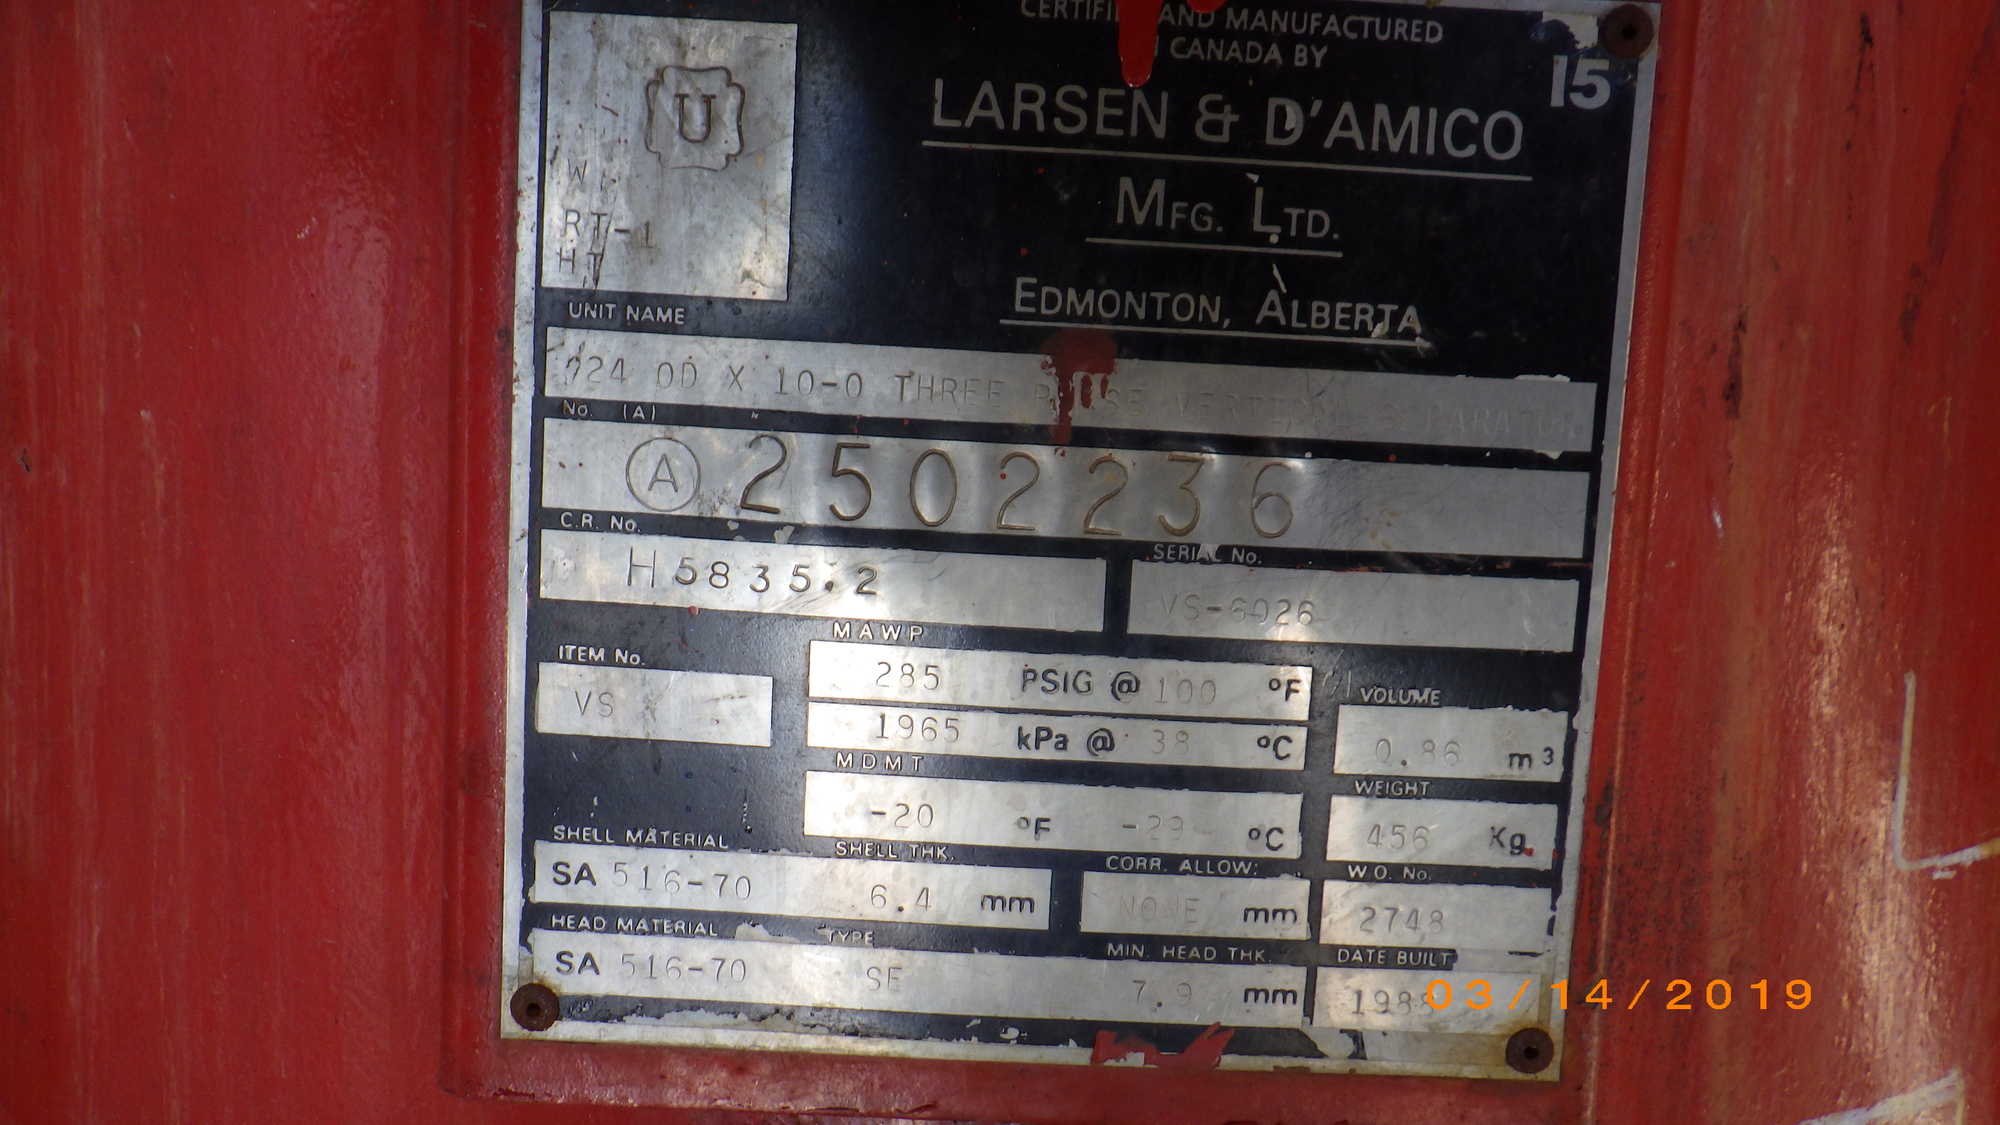 CERTIFI AND MANUFACTURED
CANADA BY
15
LARSEN & D'AMICO
MFG. LTD.
EDMONTON, ALBERTA
U
W
RT-1
HT
UNIT NAME
24 OD X 10-0 THREE SEPARATOR
No. (A)
A 2502236
C.R. No.
H5835.2
SERIAL No.
VS-6026
ITEM No.
VS
MAWP
285 PSIG @ 100 °F
1965 kPa @ 38 °C
VOLUME
0.86 m³
MDMT
-20 °F -29 °C
WEIGHT
456 Kg
SHELL MATERIAL
SA 516-70
SHELL THK.
6.4 mm
CORR. ALLOW:
NONE mm
W.O. No.
2748
HEAD MATERIAL
SA 516-70
TYPE
SE
MIN. HEAD THK.
7.9 mm
DATE BUILT
1988
03/14/2019